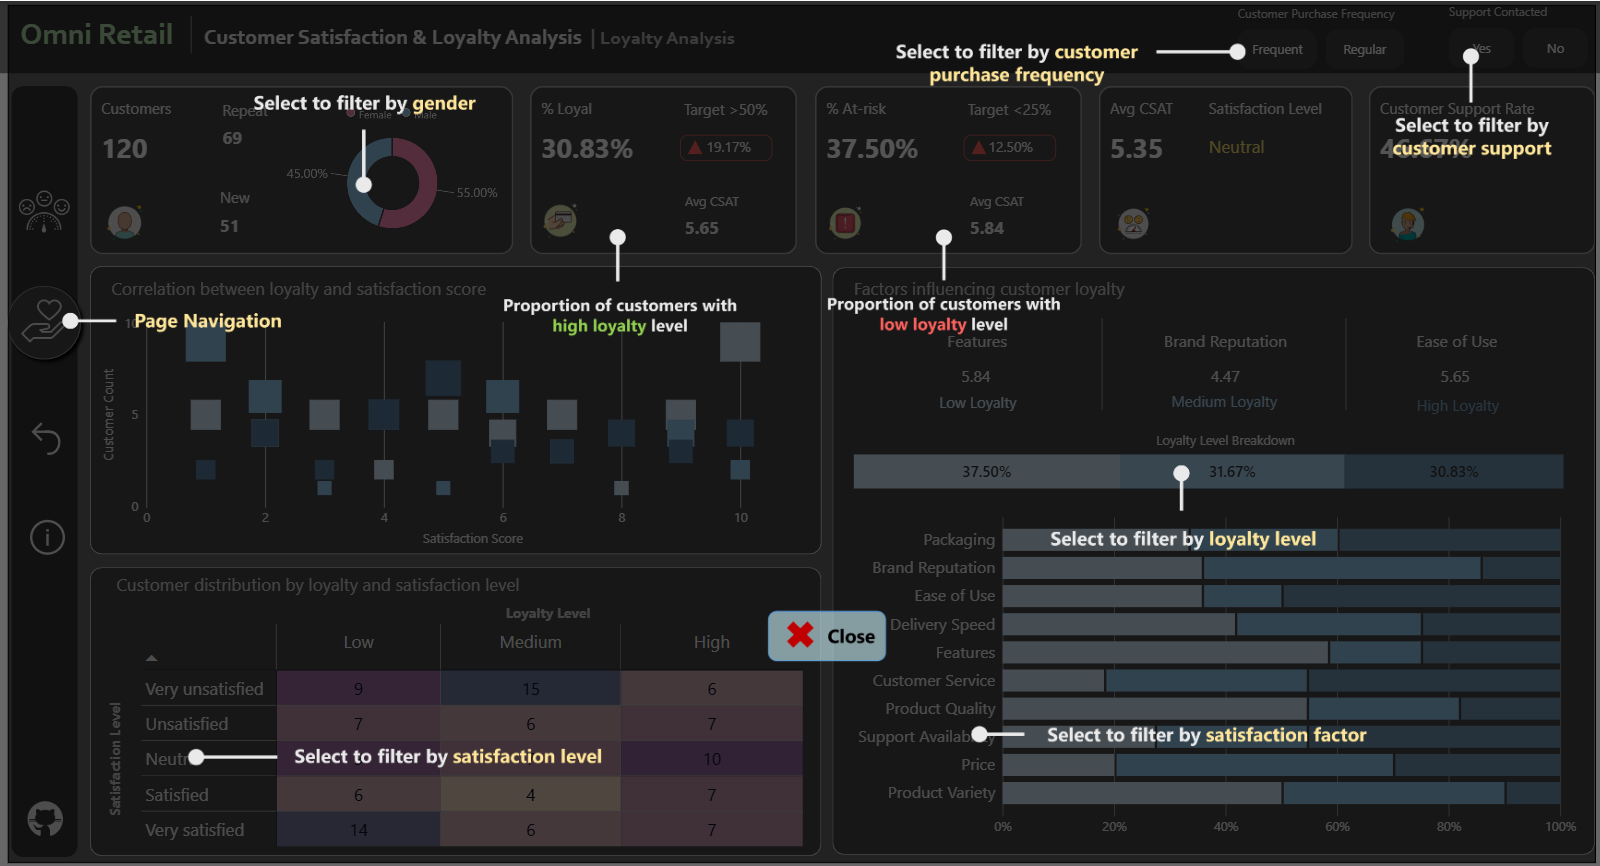 Omni Retail
Customer Satisfaction & Loyalty Analysis | Loyalty Analysis
Customer Purchase Frequency
Frequent
Regular
Support Contacted
Yes
No
Select to filter by customer
purchase frequency
Select to filter by
customer support
Customers
120
Repeat
69
New
51
Select to filter by gender
Female
Male
45.00%
55.00%
% Loyal
30.83%
Target >50%
19.17%
Avg CSAT
5.65
% At-risk
37.50%
Target <25%
12.50%
Avg CSAT
5.84
Avg CSAT
5.35
Satisfaction Level
Neutral
Customer Support Rate
Proportion of customers with
high loyalty level
Proportion of customers with
low loyalty level
Page Navigation
Correlation between loyalty and satisfaction score
Customer Count
10
5
0
0
2
4
6
8
10
Satisfaction Score
Factors influencing customer loyalty
Features
5.84
Low Loyalty
Brand Reputation
4.47
Medium Loyalty
Ease of Use
5.65
High Loyalty
Loyalty Level Breakdown
37.50%
31.67%
30.83%
Select to filter by loyalty level
Packaging
Brand Reputation
Ease of Use
Delivery Speed
Features
Customer Service
Product Quality
Support Availability
Select to filter by satisfaction factor
Price
Product Variety
0%
20%
40%
60%
80%
100%
Customer distribution by loyalty and satisfaction level
Loyalty Level
Low
Medium
High
Satisfaction Level
Very unsatisfied 9 15 6
Unsatisfied 7 6 7
Neutral 10
Select to filter by satisfaction level
Satisfied 6 4 7
Very satisfied 14 6 7
Close